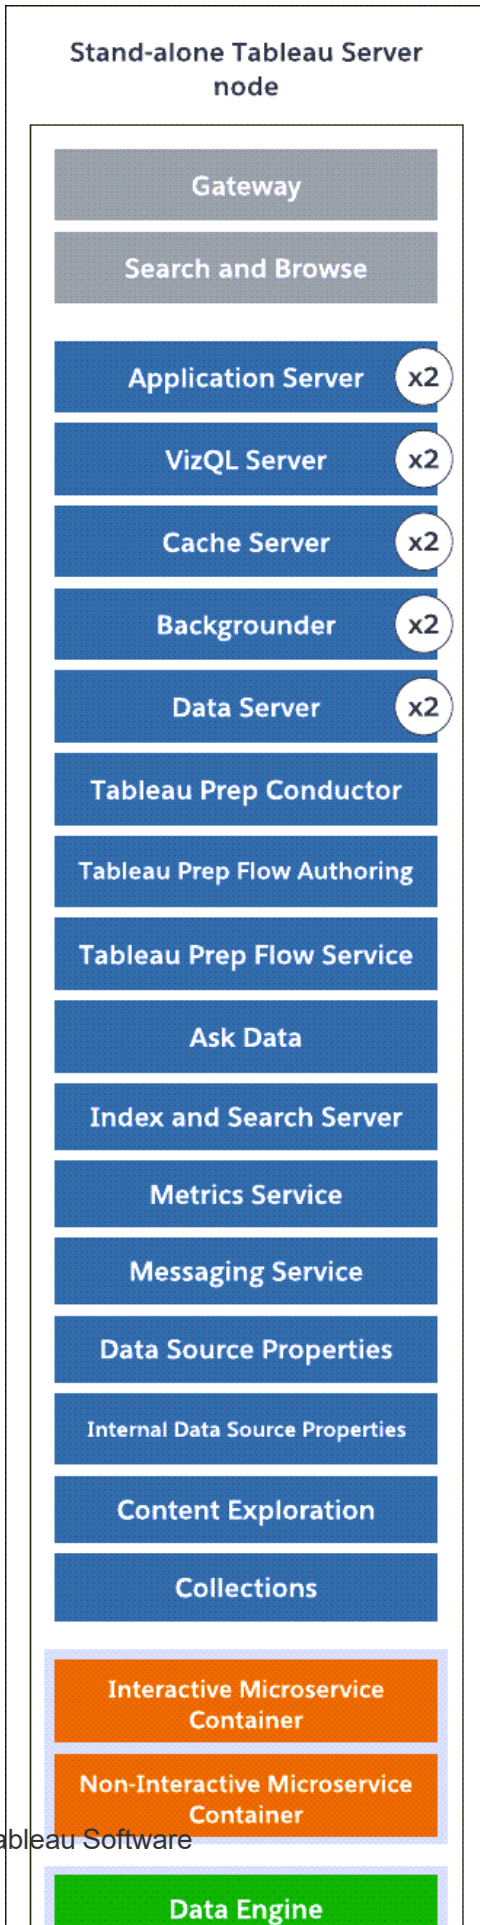 Stand-alone Tableau Server
node
Gateway
Search and Browse
Application Server
x2
VizQL Server
x2
Cache Server
x2
Backgrounder
x2
Data Server
x2
Tableau Prep Conductor
Tableau Prep Flow Authoring
Tableau Prep Flow Service
Ask Data
Index and Search Server
Metrics Service
Messaging Service
Data Source Properties
Internal Data Source Properties
Content Exploration
Collections
Interactive Microservice
Container
Non-Interactive Microservice
Container
ableau Software
Data Engine